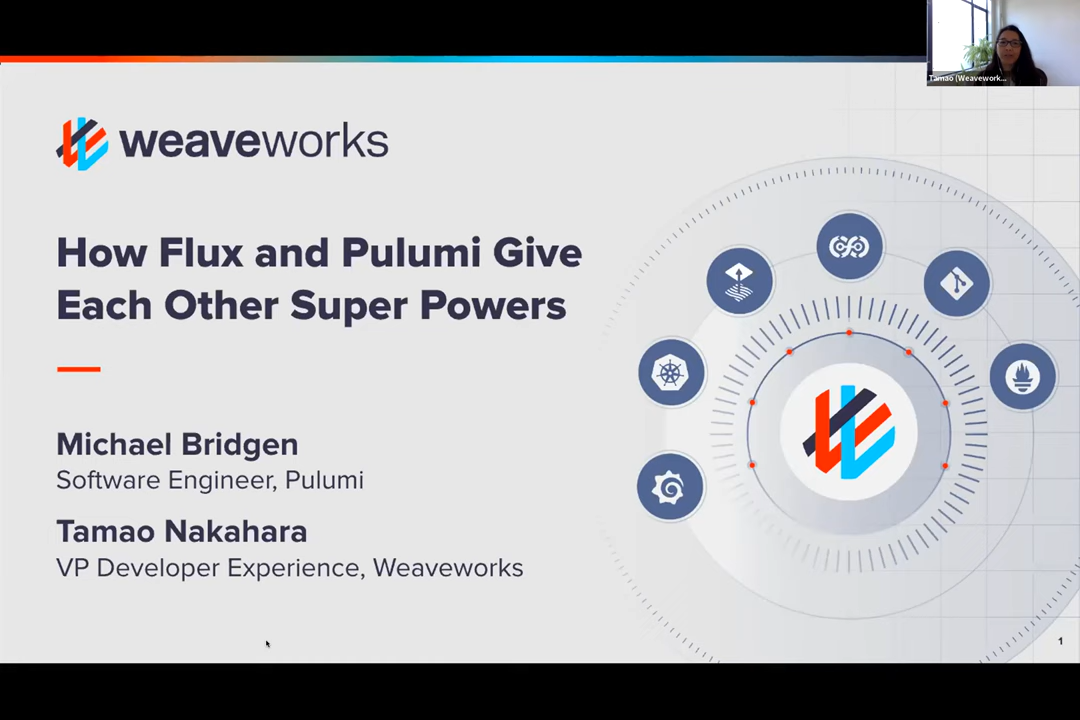 Tamao (Weavework...
weaveworks
How Flux and Pulumi Give
Each Other Super Powers
Michael Bridgen
Software Engineer, Pulumi
Tamao Nakahara
VP Developer Experience, Weaveworks
1